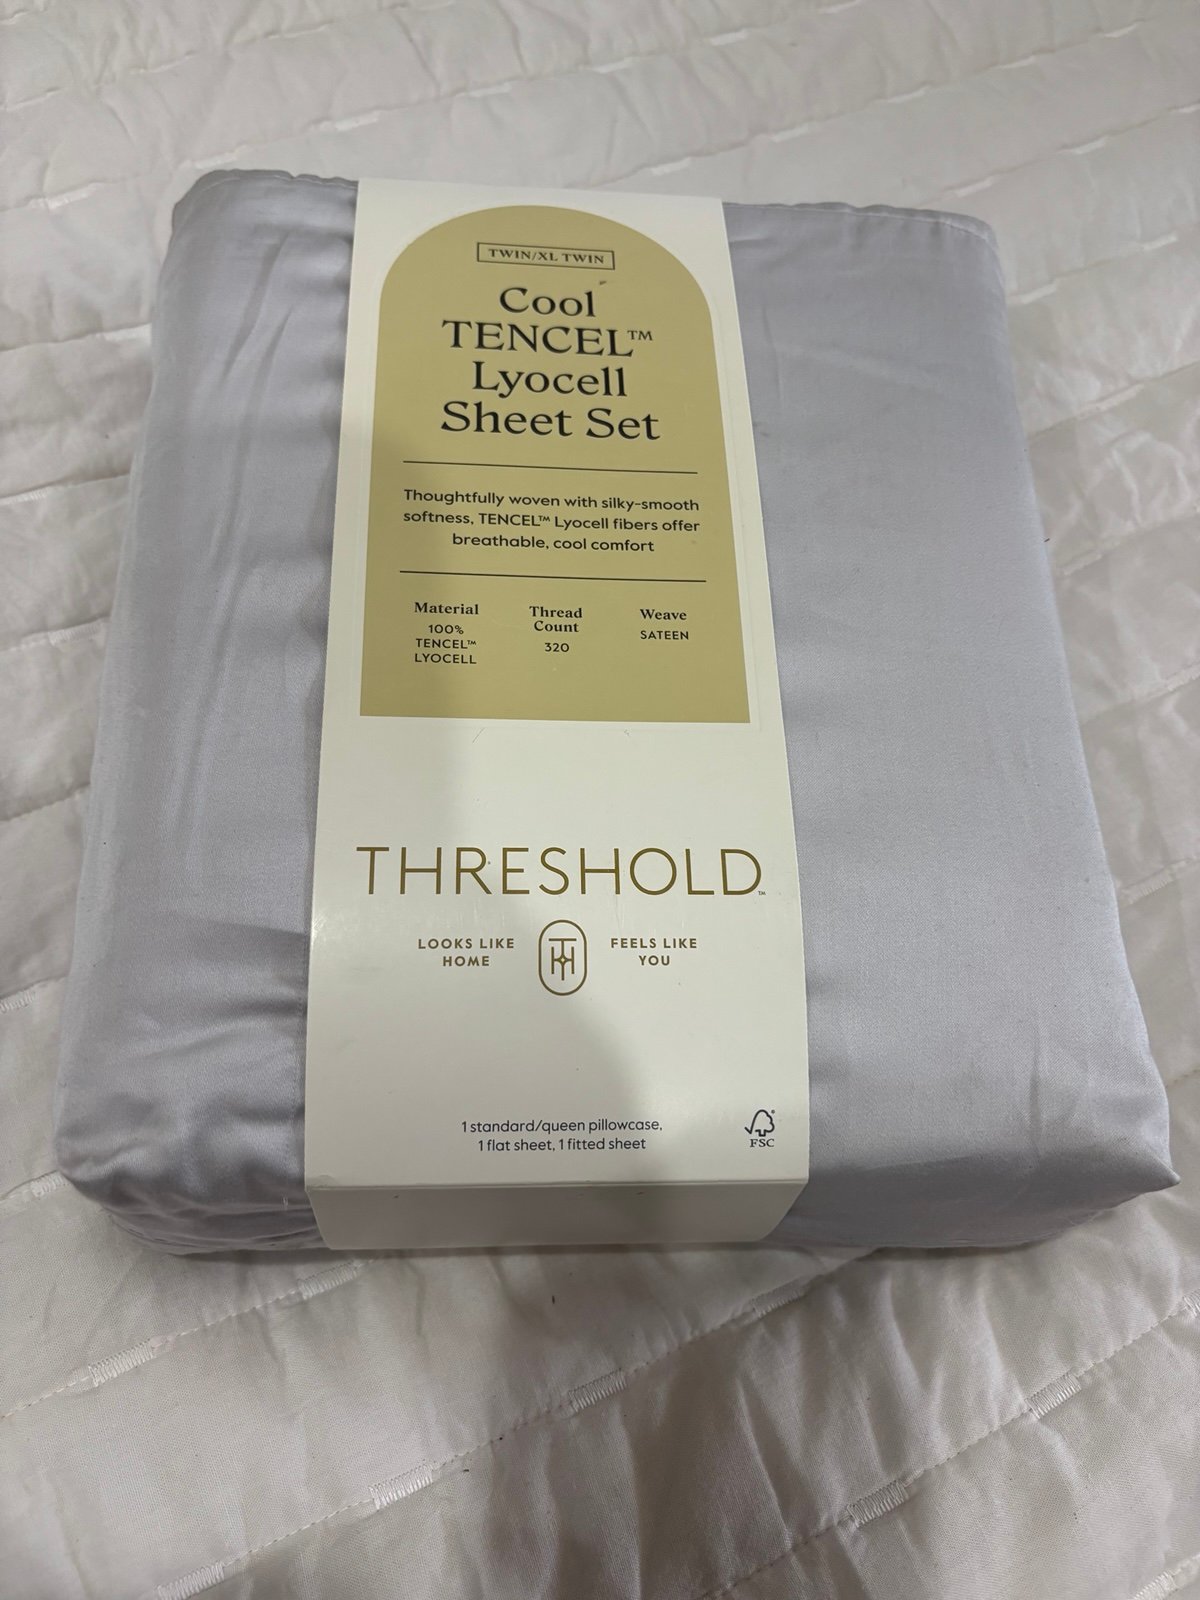 TWIN/XL TWIN
Cool
TENCEL™
Lyocell
Sheet Set
Thoughtfully woven with silky-smooth
softness, TENCEL™ Lyocell fibers offer
breathable, cool comfort
Material
100%
TENCEL™
LYOCELL
Thread
Count
320
Weave
SATEEN
THRESHOLD™
LOOKS LIKE
HOME
FEELS LIKE
YOU
1 standard/queen pillowcase,
1 flat sheet, 1 fitted sheet
FSC